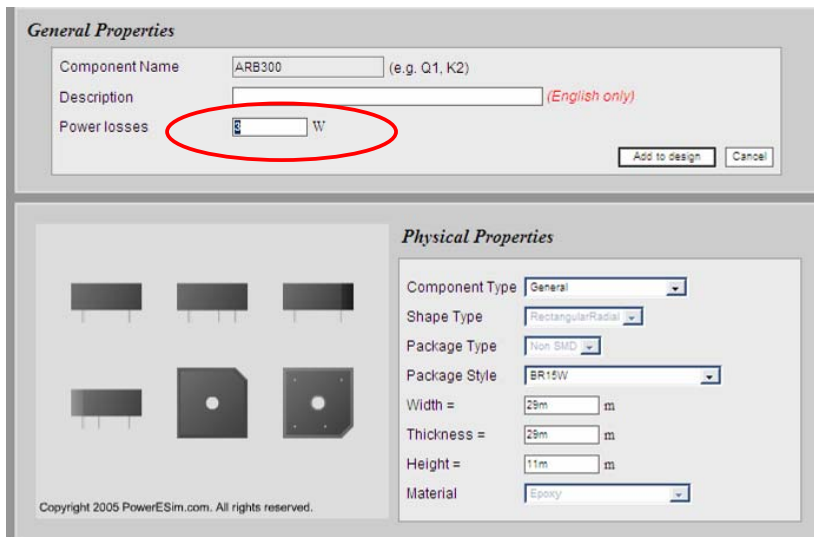 General Properties
Component Name ARB300 (e.g. Q1, K2)
Description (English only)
Power losses 3 W
Add to design Cancel
Physical Properties
Component Type General
Shape Type RectangularRadial
Package Type Non SMD
Package Style BR15W
Width = 29m m
Thickness = 29m m
Height = 11m m
Material Epoxy
Copyright 2005 PowerESim.com. All rights reserved.